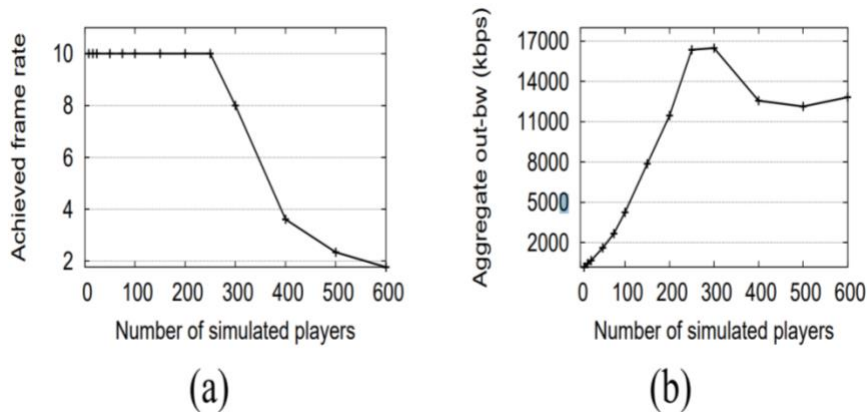 Achieved frame rate
10
8
6
4
2
0 100 200 300 400 500 600
Number of simulated players
(a)
Aggregate out-bw (kbps)
17000
14000
11000
8000
5000
2000
0 100 200 300 400 500 600
Number of simulated players
(b)